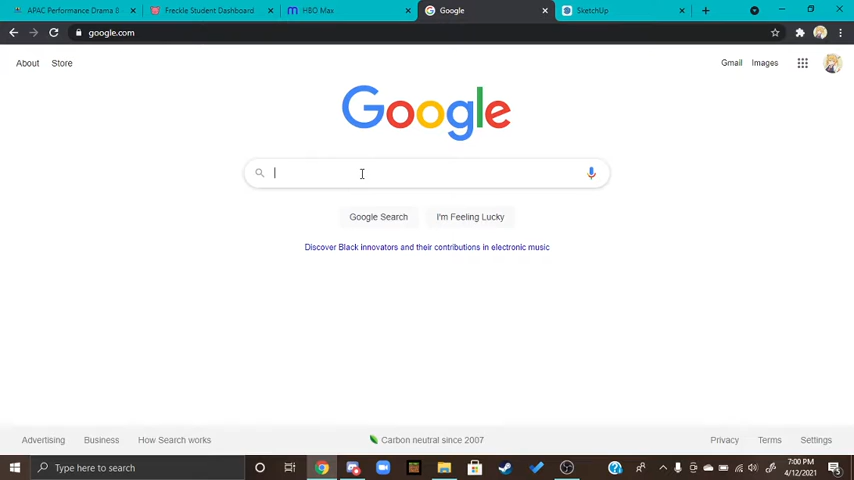 APAC Performance Drama B
Freckle Student Dashboard
HBO Max
Google
SketchUp
google.com
About
Store
Gmail
Images
Google
Google Search
I'm Feeling Lucky
Discover Black innovators and their contributions in electronic music
Advertising
Business
How Search works
Carbon neutral since 2007
Privacy
Terms
Settings
Type here to search
7:00 PM
4/12/2021